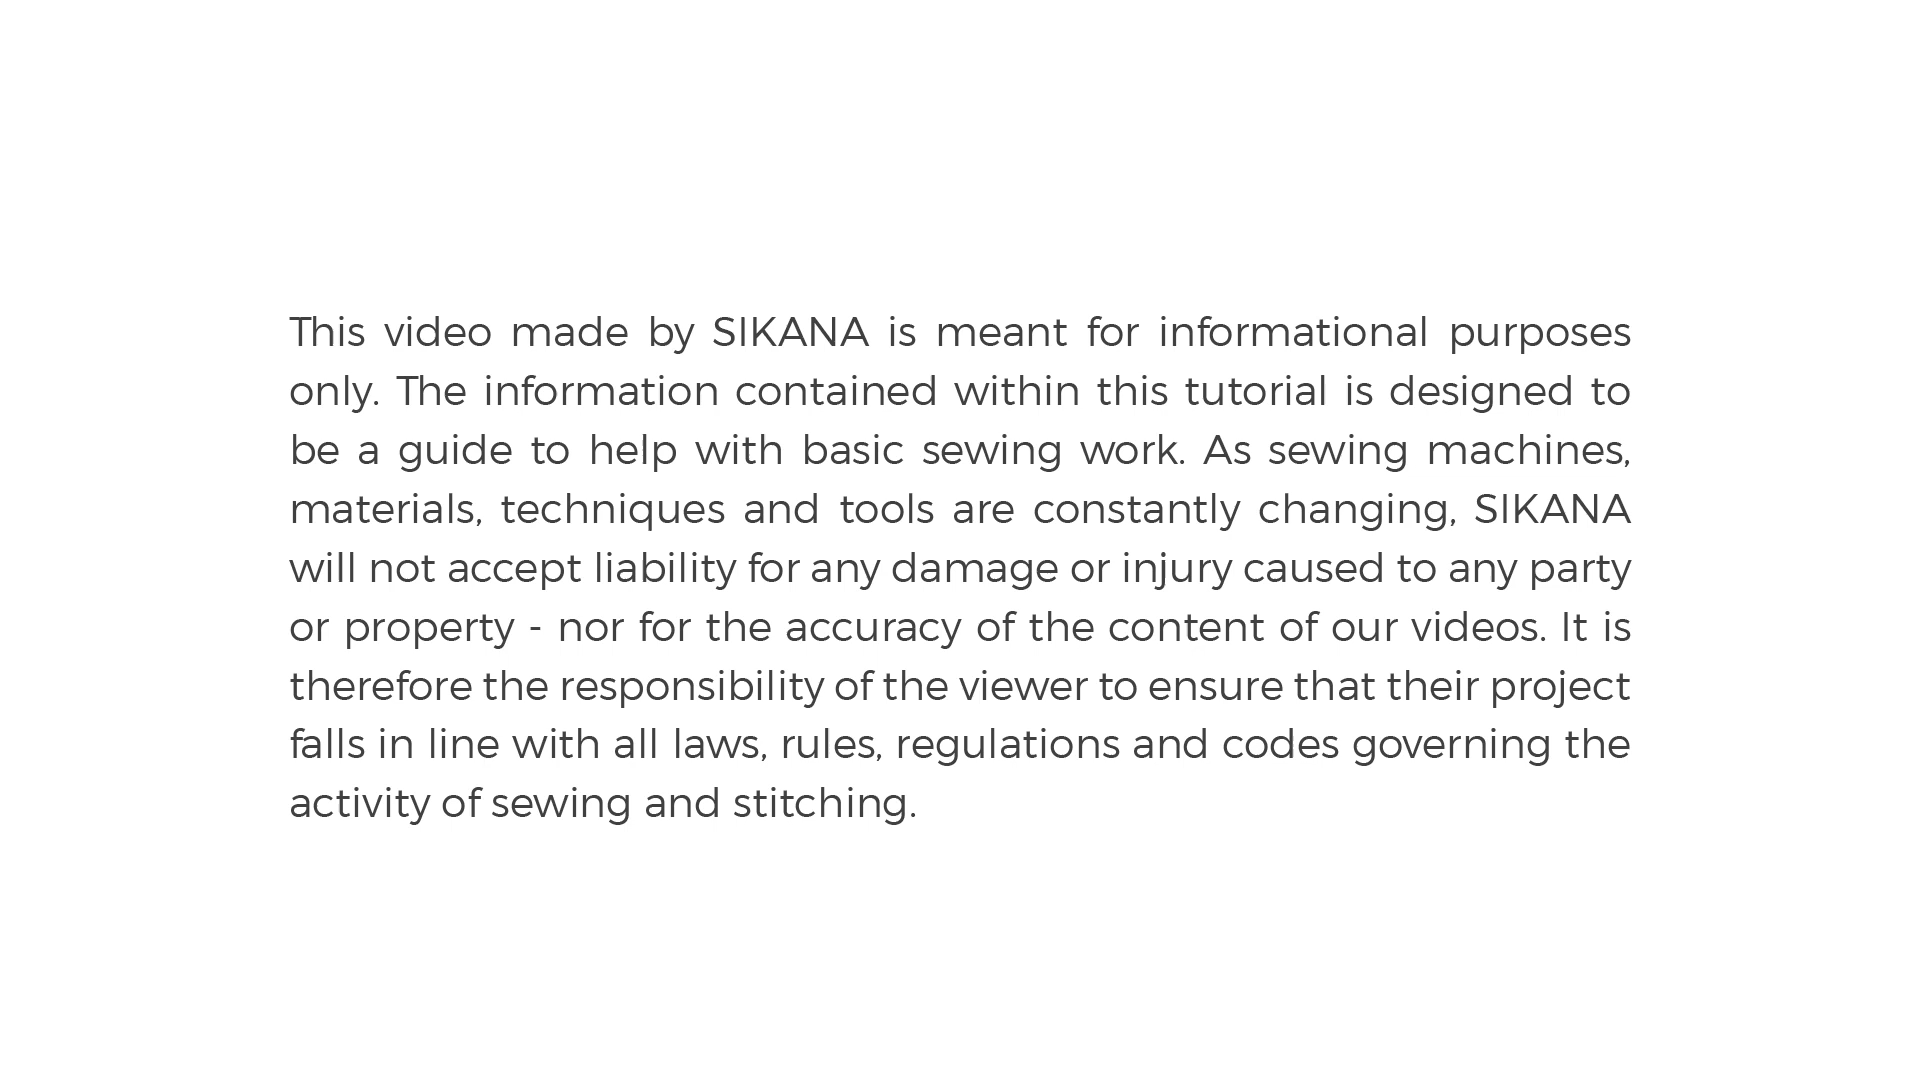 This video made by SIKANA is meant for informational purposes
only. The information contained within this tutorial is designed to
be a guide to help with basic sewing work. As sewing machines,
materials, techniques and tools are constantly changing, SIKANA
will not accept liability for any damage or injury caused to any party
or property - nor for the accuracy of the content of our videos. It is
therefore the responsibility of the viewer to ensure that their project
falls in line with all laws, rules, regulations and codes governing the
activity of sewing and stitching.